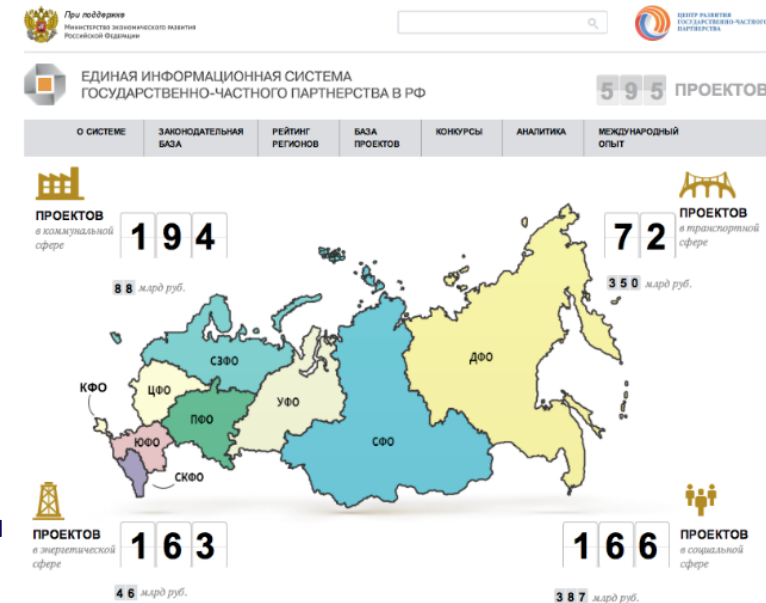 При поддержке
Министерства экономического развития
Российской Федерации
ЦЕНТР РАЗВИТИЯ
ГОСУДАРСТВЕННО-ЧАСТНОГО
ПАРТНЕРСТВА
ЕДИНАЯ ИНФОРМАЦИОННАЯ СИСТЕМА
ГОСУДАРСТВЕННО-ЧАСТНОГО ПАРТНЕРСТВА В РФ
595 ПРОЕКТОВ
О СИСТЕМЕ
ЗАКОНОДАТЕЛЬНАЯ
БАЗА
РЕЙТИНГ
РЕГИОНОВ
БАЗА
ПРОЕКТОВ
КОНКУРСЫ
АНАЛИТИКА
МЕЖДУНАРОДНЫЙ
ОПЫТ
ПРОЕКТОВ
в коммунальной
сфере
194
88 млрд руб.
ПРОЕКТОВ
в транспортной
сфере
72
350 млрд руб.
СЗФО
ДФО
КФО
ЦФО
УФО
ПФО
ЮФО
СФО
СКФО
ПРОЕКТОВ
в энергетической
сфере
163
46 млрд руб.
ПРОЕКТОВ
в социальной
сфере
166
387 млрд руб.